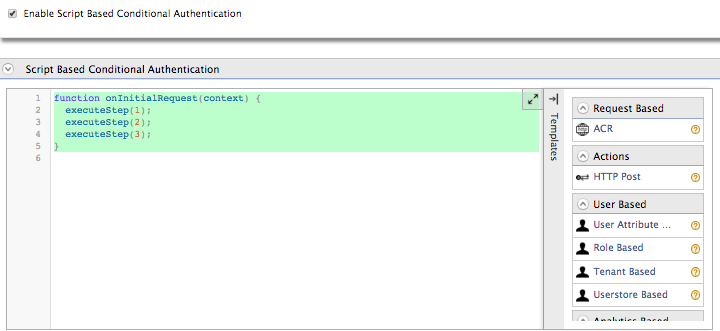 Enable Script Based Conditional Authentication
Script Based Conditional Authentication
1 function onInitialRequest(context) {
2 executeStep(1);
3 executeStep(2);
4 executeStep(3);
5 }
6
Templates
Request Based
ACR
Actions
HTTP Post
User Based
User Attribute ...
Role Based
Tenant Based
Userstore Based
Analytics Based